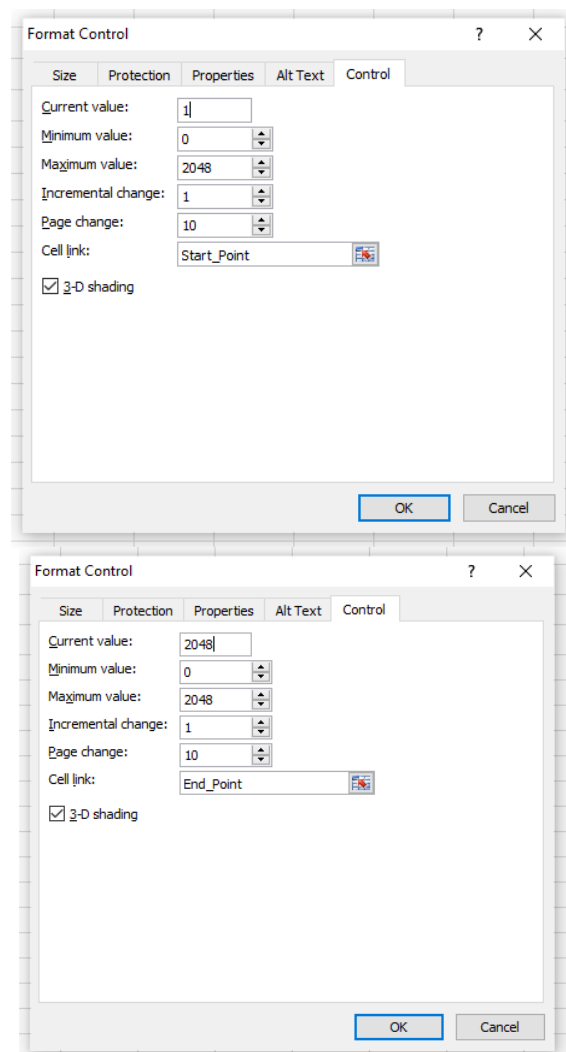 Format Control ?
Size Protection Properties Alt Text Control
Current value: 1
Minimum value: 0
Maximum value: 2048
Incremental change: 1
Page change: 10
Cell link: Start_Point
3-D shading
OK Cancel
Format Control ?
Size Protection Properties Alt Text Control
Current value: 2048
Minimum value: 0
Maximum value: 2048
Incremental change: 1
Page change: 10
Cell link: End_Point
3-D shading
OK Cancel